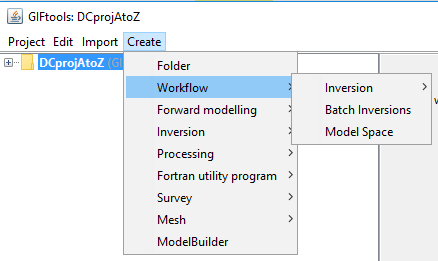 GIFtools: DCprojAtoZ
Project Edit Import Create
DCprojAtoZ (GI
Folder
Workflow
Forward modelling
Inversion
Processing
Fortran utility program
Survey
Mesh
ModelBuilder
Inversion
Batch Inversions
Model Space